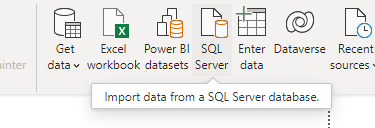 Get
data
Excel
workbook
Power BI
datasets
SQL
Server
Enter
data
Dataverse
Recent
sources
Import data from a SQL Server database.